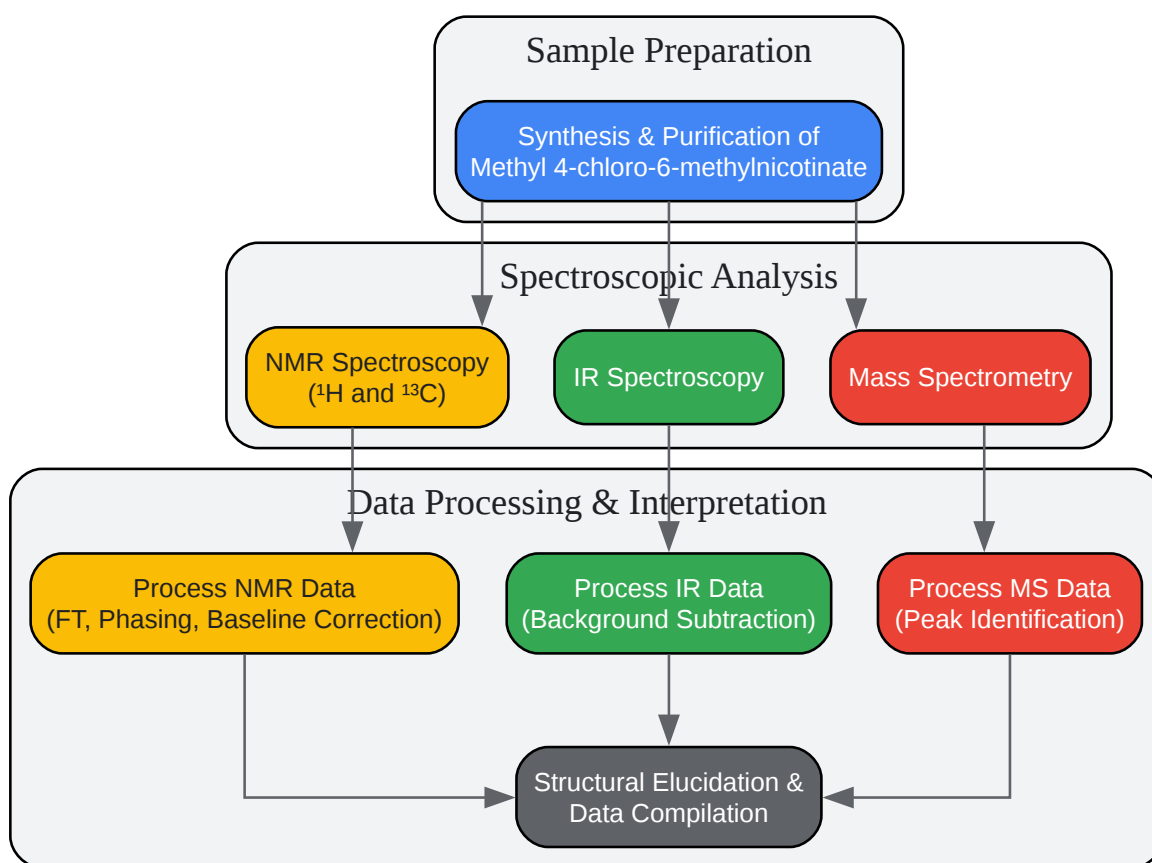 Sample Preparation
Synthesis & Purification of
Methyl 4-chloro-6-methylnicotinate
Spectroscopic Analysis
NMR Spectroscopy
(¹H and ¹³C)
IR Spectroscopy
Mass Spectrometry
Data Processing & Interpretation
Process NMR Data
(FT, Phasing, Baseline Correction)
Process IR Data
(Background Subtraction)
Process MS Data
(Peak Identification)
Structural Elucidation &
Data Compilation